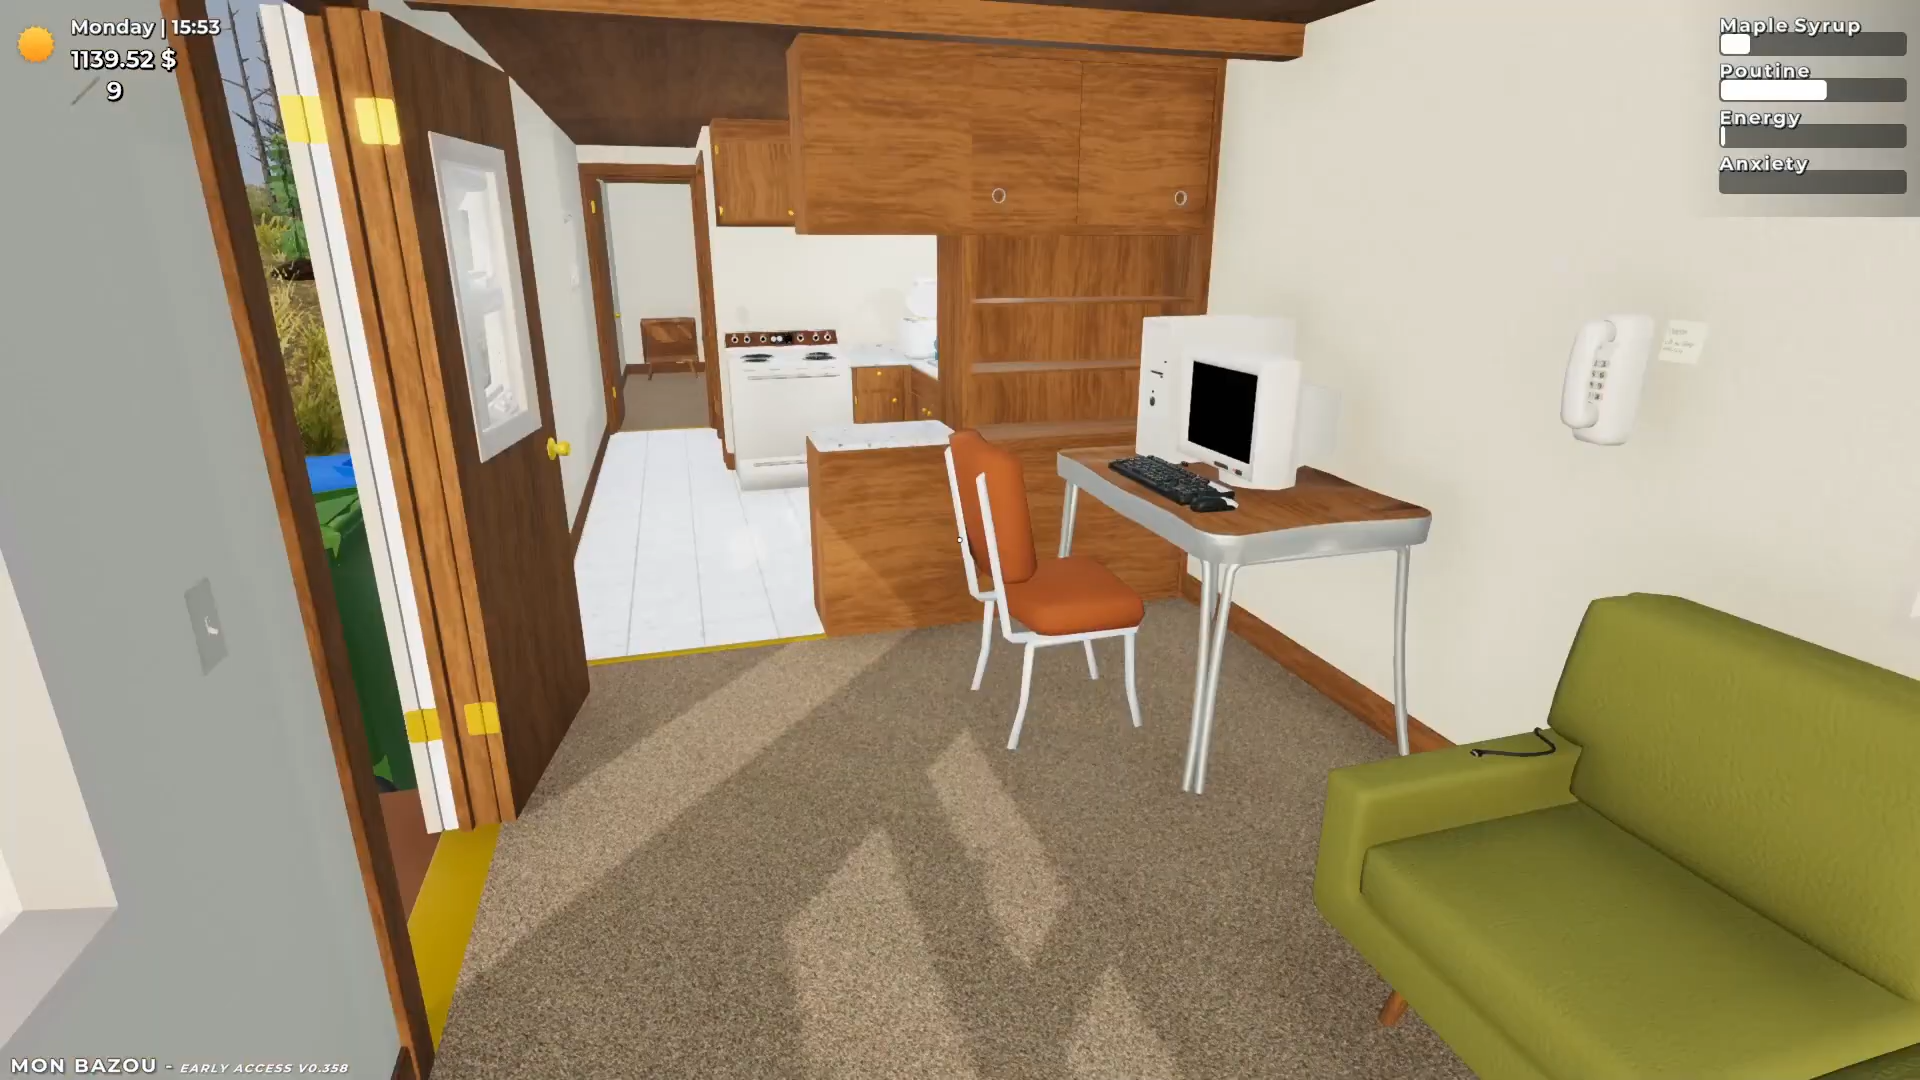 Monday | 15:53
1139.52 $
9
Maple Syrup
Poutine
Energy
Anxiety
MON BAZOU - EARLY ACCESS V0.358